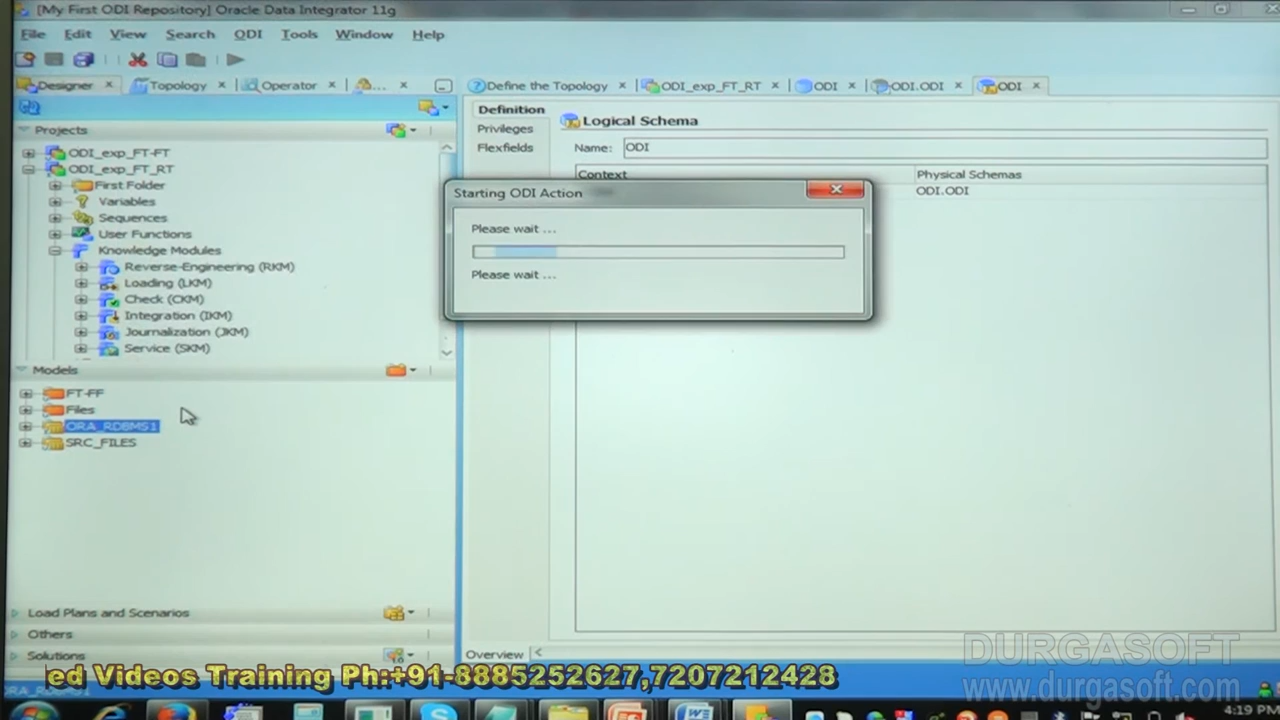 [My First ODI Repository] Oracle Data Integrator 11g
File Edit View Search ODI Tools Window Help
Designer Topology Operator ... Define the Topology ODI_exp_FT_RT ODI ODI.ODI ODI
Projects
ODI_exp_FT-FT
ODI_exp_FT_RT
First Folder
Variables
Sequences
User Functions
Knowledge Modules
Reverse-Engineering (RKM)
Loading (LKM)
Check (CKM)
Integration (IKM)
Journalization (JKM)
Service (SKM)
Models
FT-FF
Files
ORA_RDBMS1
SRC_FILES
Load Plans and Scenarios
Others
Solutions
Definition
Privileges
Flexfields
Logical Schema
Name: ODI
Context Physical Schemas
ODI.ODI
Starting ODI Action
Please wait ...
Please wait ...
Overview
DURGASOFT
www.durgasoft.com
ed Videos Training Ph:+91-8885252627,7207212428
4:19 PM